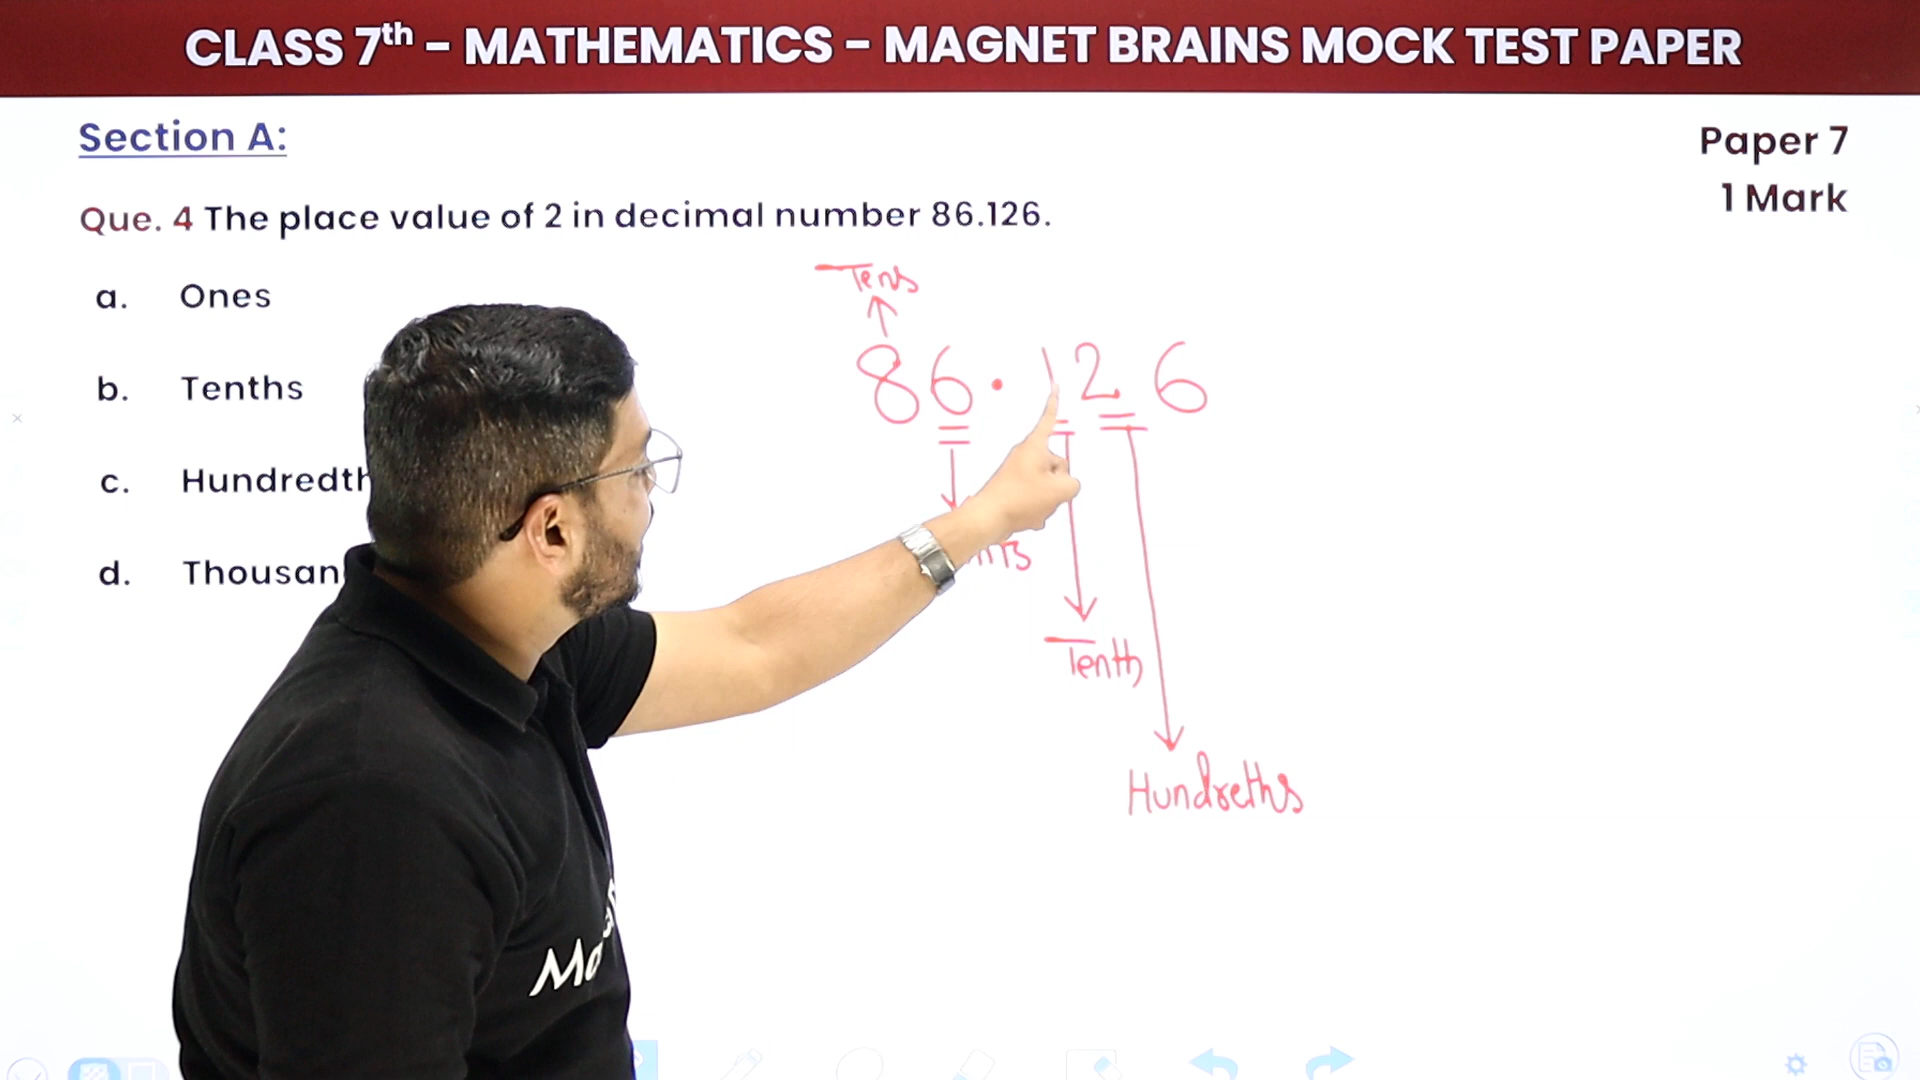 CLASS 7th - MATHEMATICS - MAGNET BRAINS MOCK TEST PAPER
Section A:
Paper 7
1 Mark
Que. 4 The place value of 2 in decimal number 86.126.
a. Ones
b. Tenths
c. Hundredth
d. Thousan
Tens
86.126
Tenth
Hundreths